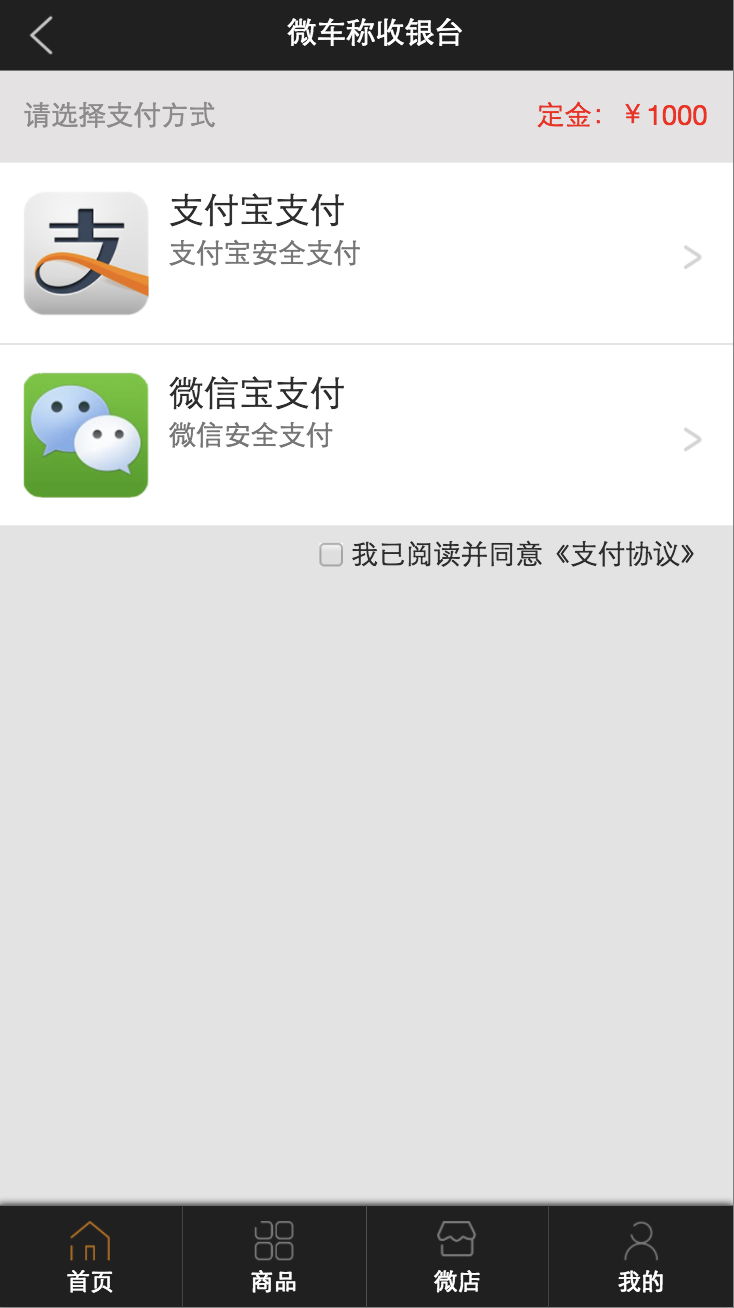 微车称收银台
请选择支付方式 定金：￥1000
支付宝支付
支付宝安全支付
微信宝支付
微信安全支付
我已阅读并同意《支付协议》
首页 商品 微店 我的